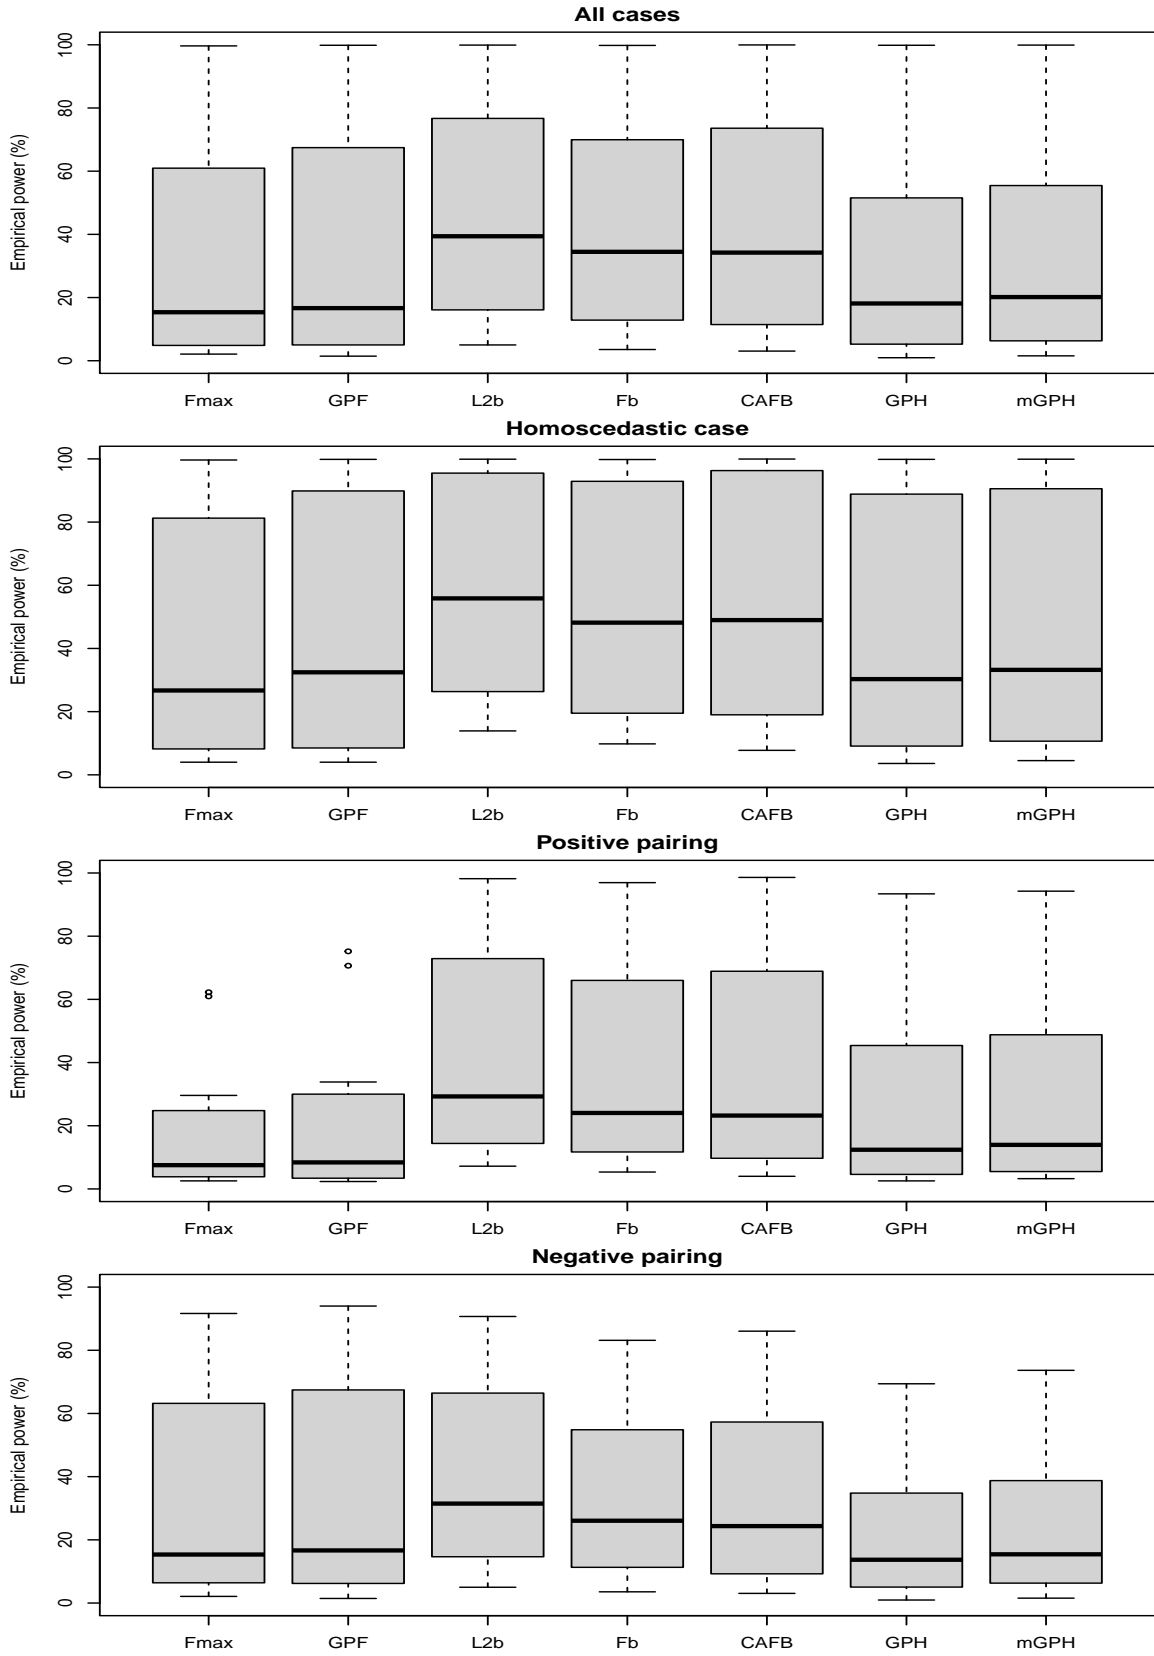 All cases
Empirical power (%)
100
80
60
40
20
0
Fmax GPF L2b Fb CAFB GPH mGPH
Homoscedastic case
Empirical power (%)
100
80
60
40
20
0
Fmax GPF L2b Fb CAFB GPH mGPH
Positive pairing
Empirical power (%)
100
80
60
40
20
0
Fmax GPF L2b Fb CAFB GPH mGPH
Negative pairing
Empirical power (%)
100
80
60
40
20
0
Fmax GPF L2b Fb CAFB GPH mGPH